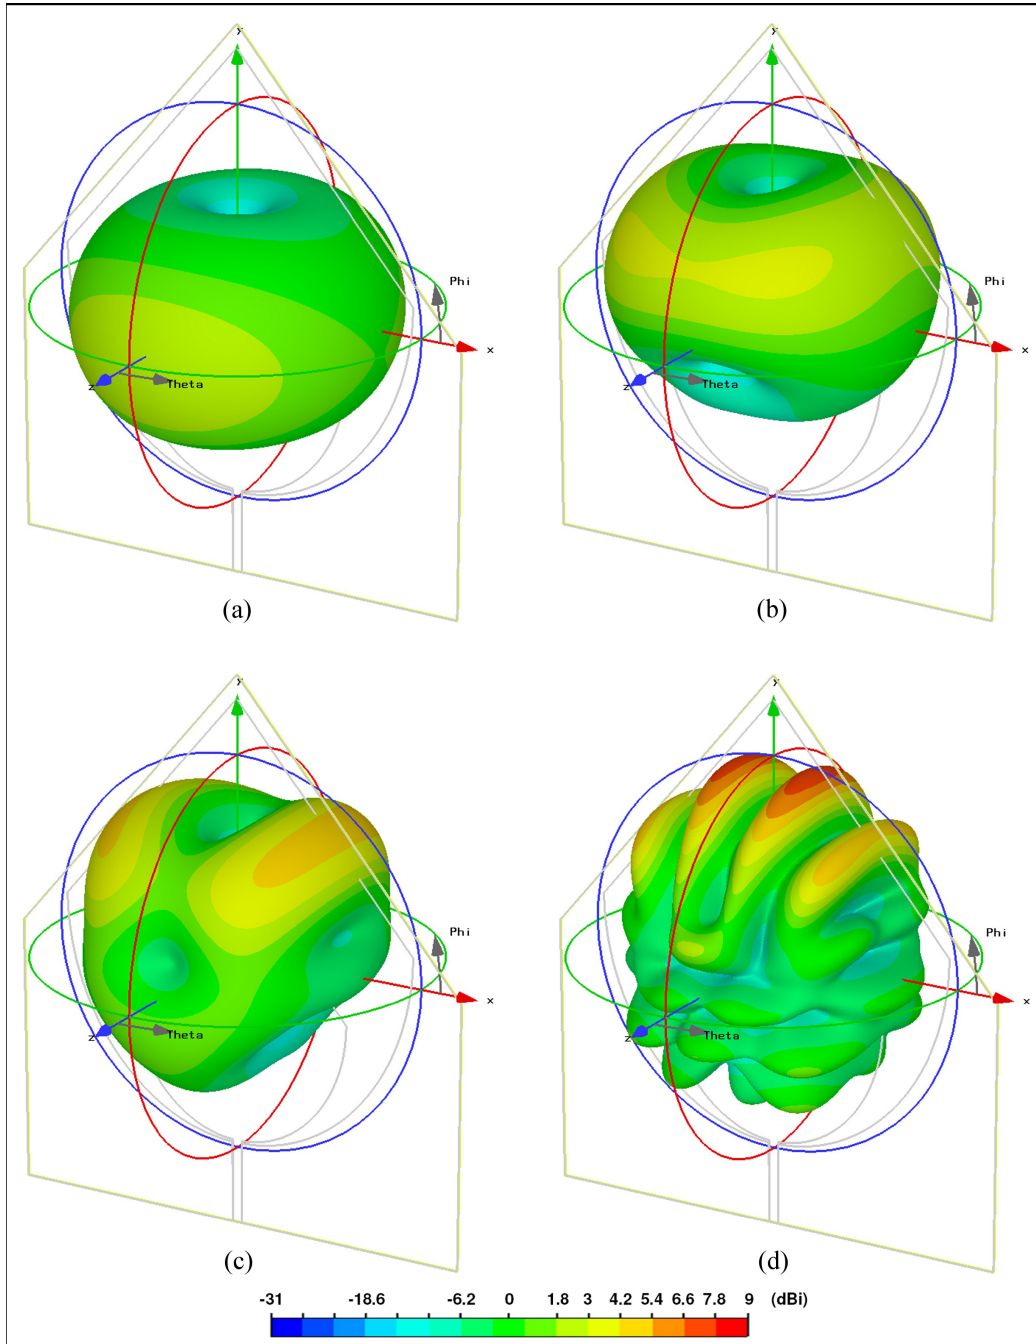 y
y
Phi
Phi
x
x
z
Theta
z
Theta
(a)
(b)
y
y
Phi
Phi
x
x
z
Theta
z
Theta
(c)
(d)
-31 -18.6 -6.2 0 1.8 3 4.2 5.4 6.6 7.8 9 (dBi)